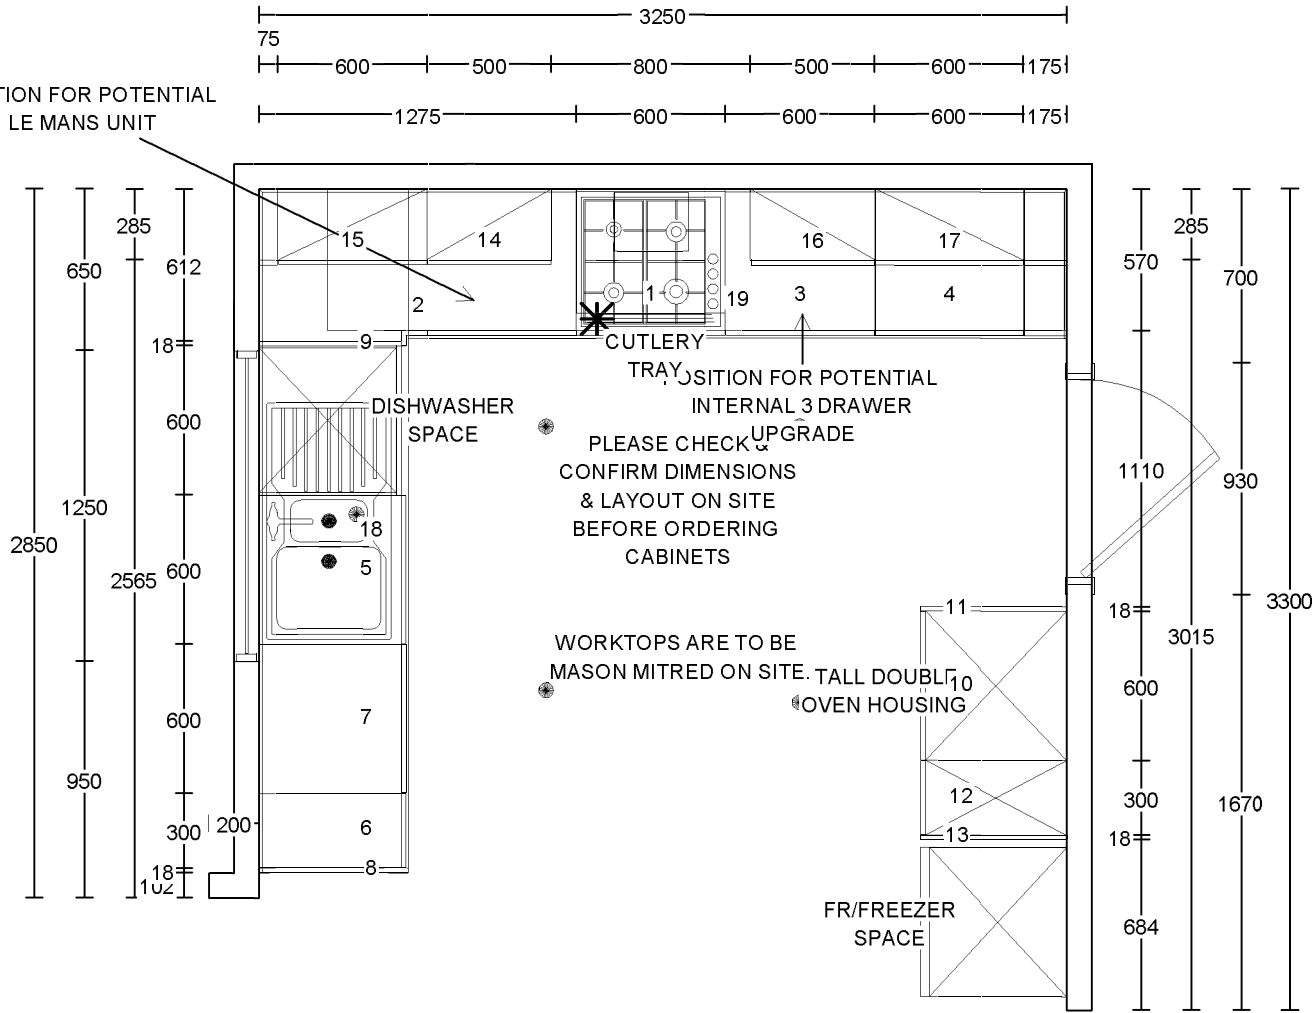 3250
75
600 500 800 500 600 175
TION FOR POTENTIAL
LE MANS UNIT
1275 600 600 600 175
285
650
612
18
600
1250
2850
2565
600
600
950
300
200
18
102
15
14
16
17
2
1
19
3
4
9
CUTLERY
TRAY
OSITION FOR POTENTIAL
INTERNAL 3 DRAWER
UPGRADE
DISHWASHER
SPACE
PLEASE CHECK &
CONFIRM DIMENSIONS
& LAYOUT ON SITE
BEFORE ORDERING
CABINETS
18
5
7
6
8
WORKTOPS ARE TO BE
MASON MITRED ON SITE.
TALL DOUBLE
OVEN HOUSING
11
10
12
13
FR/FREEZER
SPACE
285
570
700
1110
930
3300
18
3015
600
300
1670
18
684